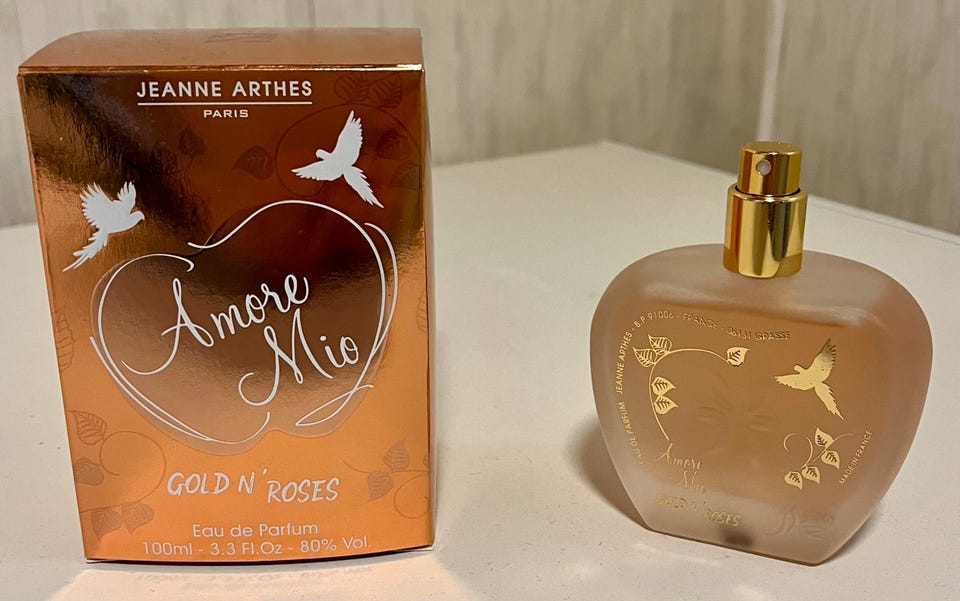 JEANNE ARTHES
PARIS
Amore
Mio
GOLD N' ROSES
Eau de Parfum
100ml - 3.3 Fl.Oz - 80% Vol.
EAU DE PARFUM - JEANNE ARTHES - B.P 91006 - FRANCE - 06131 GRASSE
Amore
Mio
GOLD N' ROSES
MADE IN FRANCE